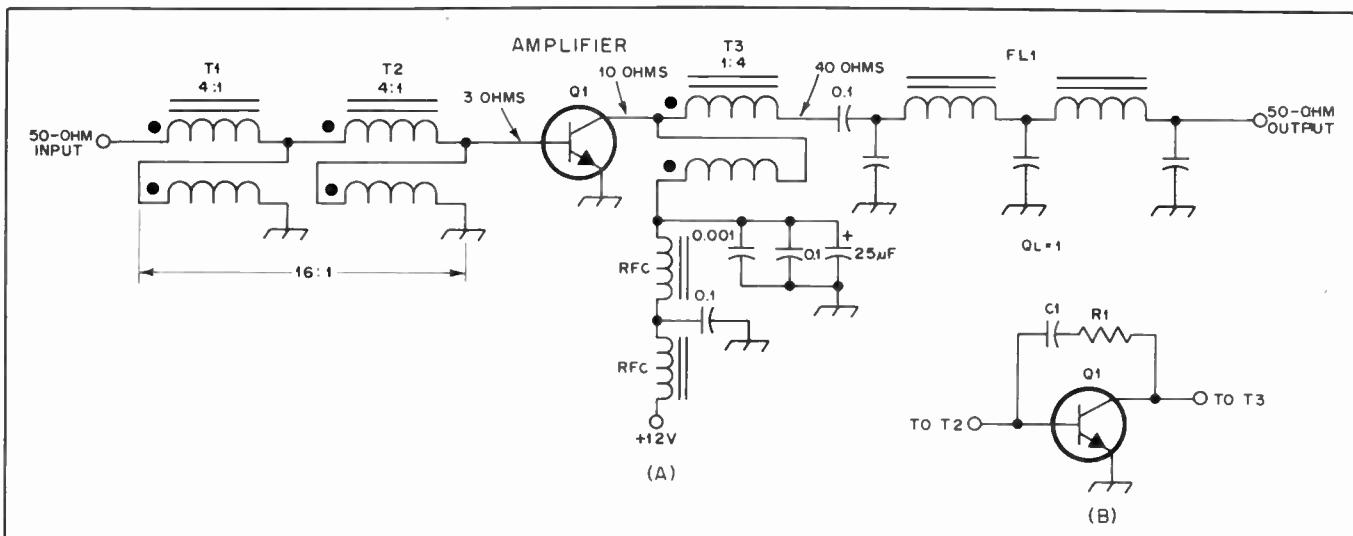 AMPLIFIER
T1
4:1
T2
4:1
3 OHMS
Q1
10 OHMS
T3
1:4
40 OHMS
0.1
FL1
50-OHM
INPUT
50-OHM
OUTPUT
16:1
RFC
0.001
0.1
+
25µF
QL=1
0.1
RFC
+12V
(A)
C1
R1
Q1
TO T2
TO T3
(B)